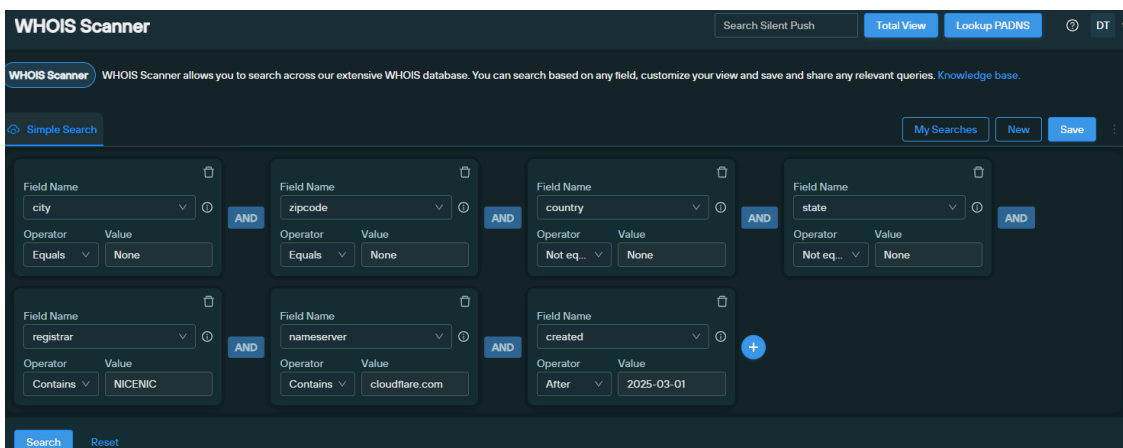 WHOIS Scanner
Search Silent Push
Total View
Lookup PADNS
DT
WHOIS Scanner
WHOIS Scanner allows you to search across our extensive WHOIS database. You can search based on any field, customize your view and save and share any relevant queries. Knowledge base.
Simple Search
My Searches
New
Save
Field Name
city
Operator Value
Equals None
AND
Field Name
zipcode
Operator Value
Equals None
AND
Field Name
country
Operator Value
Not eq... None
AND
Field Name
state
Operator Value
Not eq... None
AND
Field Name
registrar
Operator Value
Contains NICENIC
AND
Field Name
nameserver
Operator Value
Contains cloudflare.com
AND
Field Name
created
Operator Value
After 2025-03-01
Search Reset